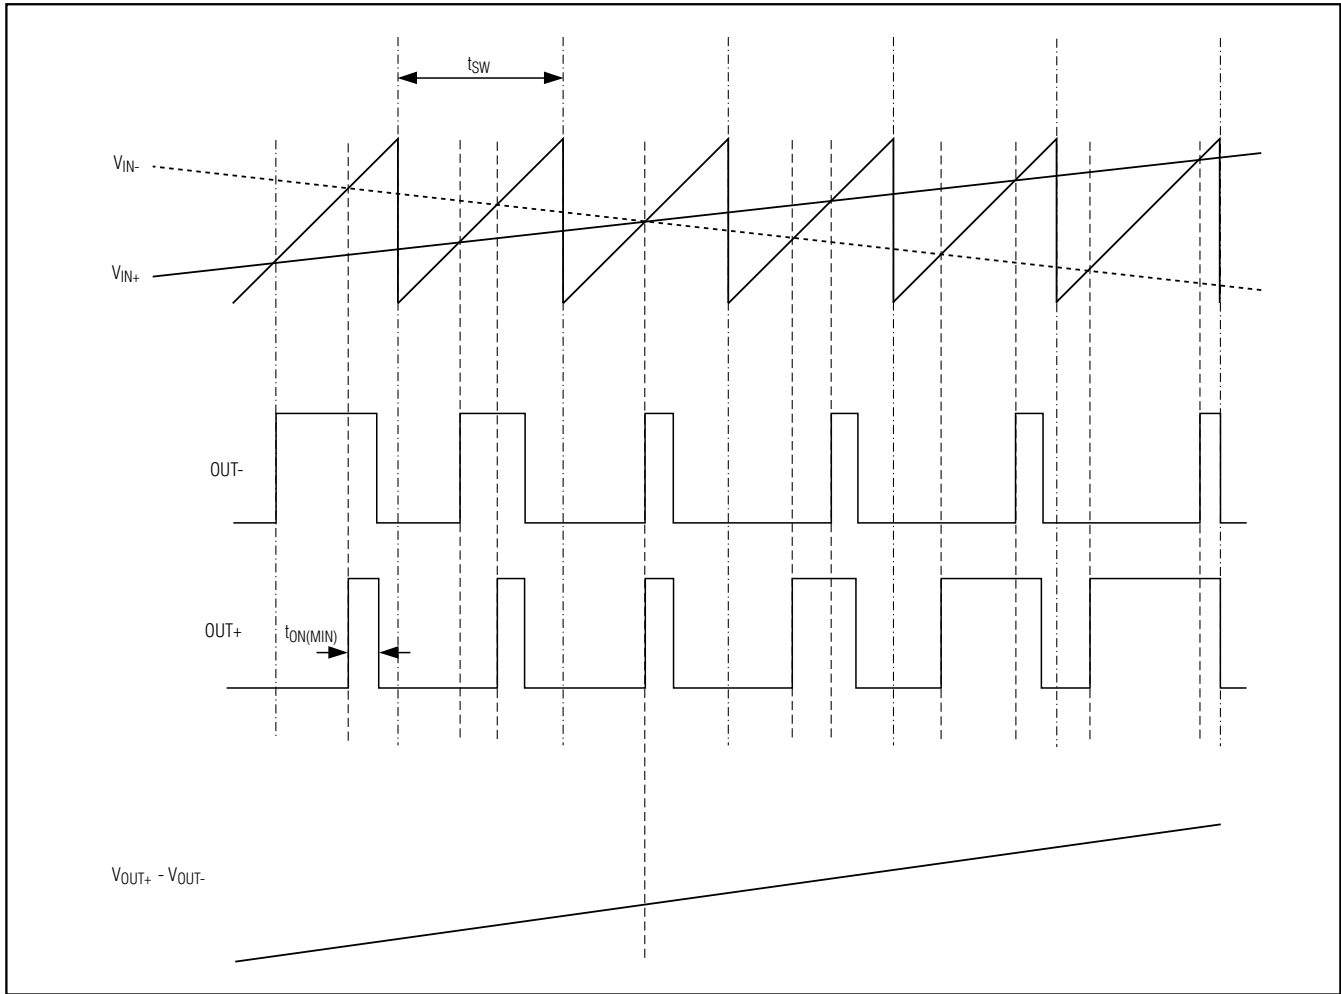 tSW
VIN-
VIN+
OUT-
OUT+
tON(MIN)
VOUT+ - VOUT-